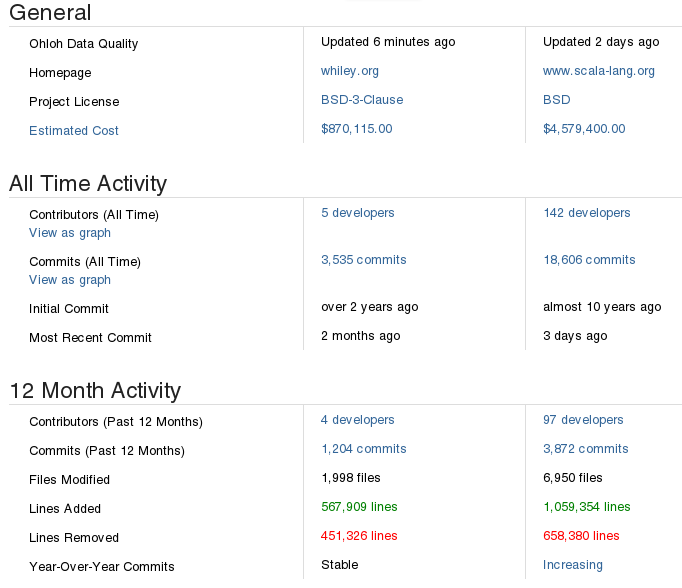 General
Ohloh Data Quality Updated 6 minutes ago Updated 2 days ago
Homepage whiley.org www.scala-lang.org
Project License BSD-3-Clause BSD
Estimated Cost $870,115.00 $4,579,400.00
All Time Activity
Contributors (All Time) 5 developers 142 developers
View as graph
Commits (All Time) 3,535 commits 18,606 commits
View as graph
Initial Commit over 2 years ago almost 10 years ago
Most Recent Commit 2 months ago 3 days ago
12 Month Activity
Contributors (Past 12 Months) 4 developers 97 developers
Commits (Past 12 Months) 1,204 commits 3,872 commits
Files Modified 1,998 files 6,950 files
Lines Added 567,909 lines 1,059,354 lines
Lines Removed 451,326 lines 658,380 lines
Year-Over-Year Commits Stable Increasing